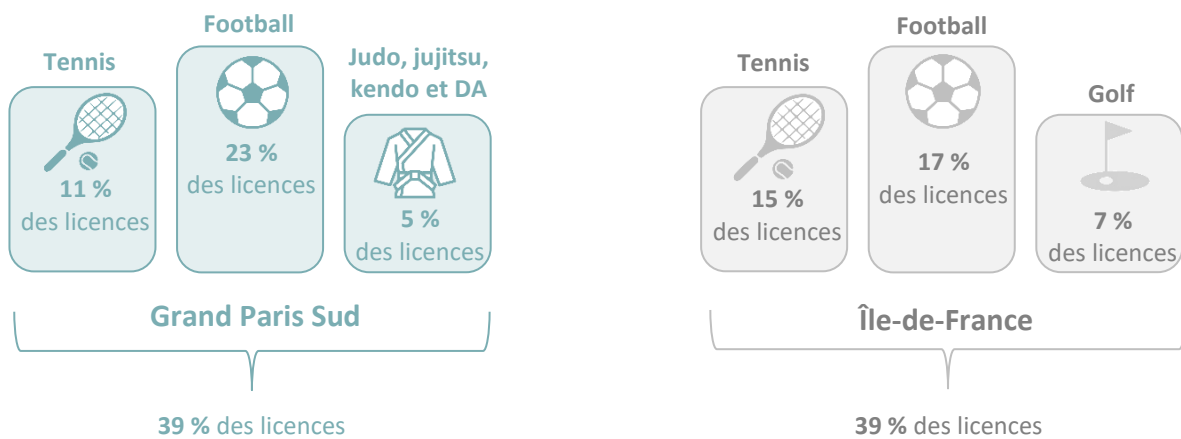 Football
Tennis
Judo, jujitsu,
kendo et DA
11 %
des licences
23 %
des licences
5 %
des licences
Grand Paris Sud
39 % des licences
Football
Tennis
Golf
15 %
des licences
17 %
des licences
7 %
des licences
Île-de-France
39 % des licences